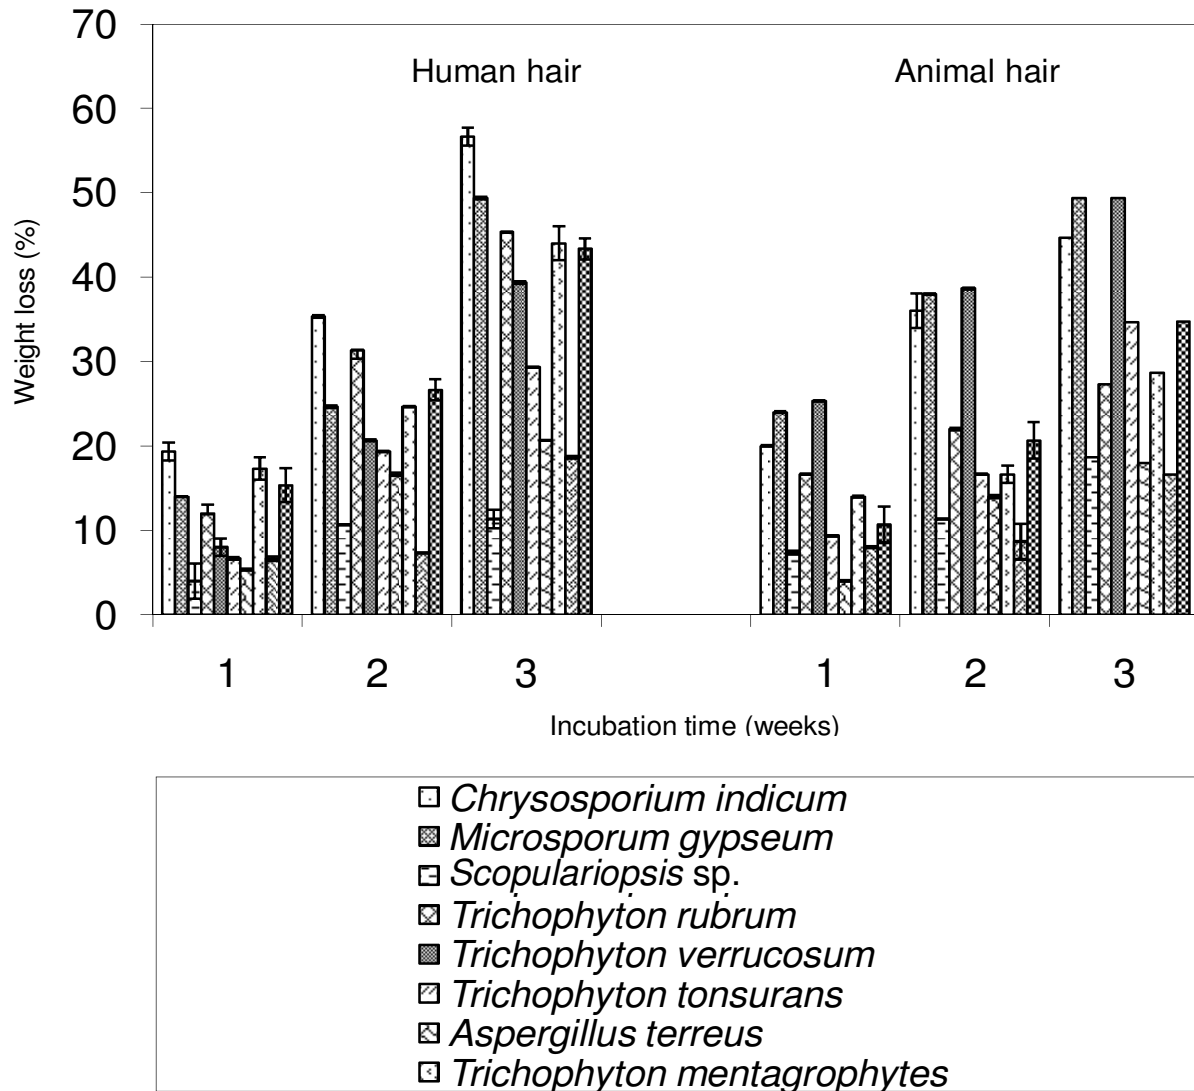 70
Human hair
Animal hair
60
50
40
30
20
10
0
Weight loss (%)
1
2
3
1
2
3
Incubation time (weeks)
Chrysosporium indicum
Microsporum gypseum
Scopulariopsis sp.
Trichophyton rubrum
Trichophyton verrucosum
Trichophyton tonsurans
Aspergillus terreus
Trichophyton mentagrophytes